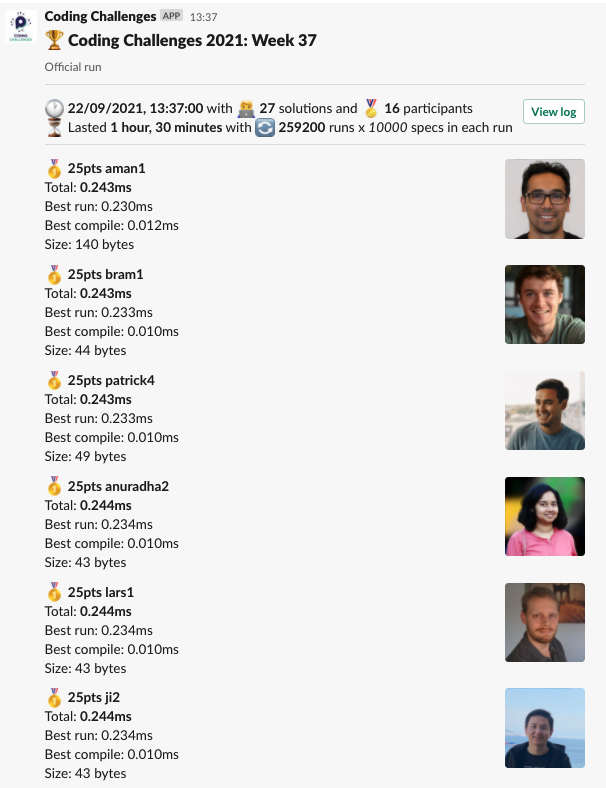 Coding Challenges APP 13:37
Coding Challenges 2021: Week 37
Official run
22/09/2021, 13:37:00 with 27 solutions and 16 participants
View log
Lasted 1 hour, 30 minutes with 259200 runs x 10000 specs in each run
25pts aman1
Total: 0.243ms
Best run: 0.230ms
Best compile: 0.012ms
Size: 140 bytes
25pts bram1
Total: 0.243ms
Best run: 0.233ms
Best compile: 0.010ms
Size: 44 bytes
25pts patrick4
Total: 0.243ms
Best run: 0.233ms
Best compile: 0.010ms
Size: 49 bytes
25pts anuradha2
Total: 0.244ms
Best run: 0.234ms
Best compile: 0.010ms
Size: 43 bytes
25pts lars1
Total: 0.244ms
Best run: 0.234ms
Best compile: 0.010ms
Size: 43 bytes
25pts ji2
Total: 0.244ms
Best run: 0.234ms
Best compile: 0.010ms
Size: 43 bytes